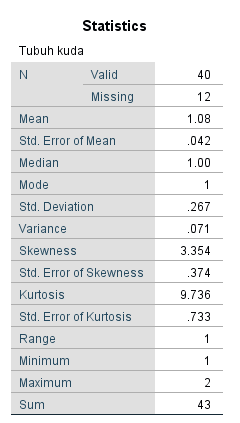 Statistics
Tubuh kuda
N Valid 40
Missing 12
Mean 1.08
Std. Error of Mean .042
Median 1.00
Mode 1
Std. Deviation .267
Variance .071
Skewness 3.354
Std. Error of Skewness .374
Kurtosis 9.736
Std. Error of Kurtosis .733
Range 1
Minimum 1
Maximum 2
Sum 43